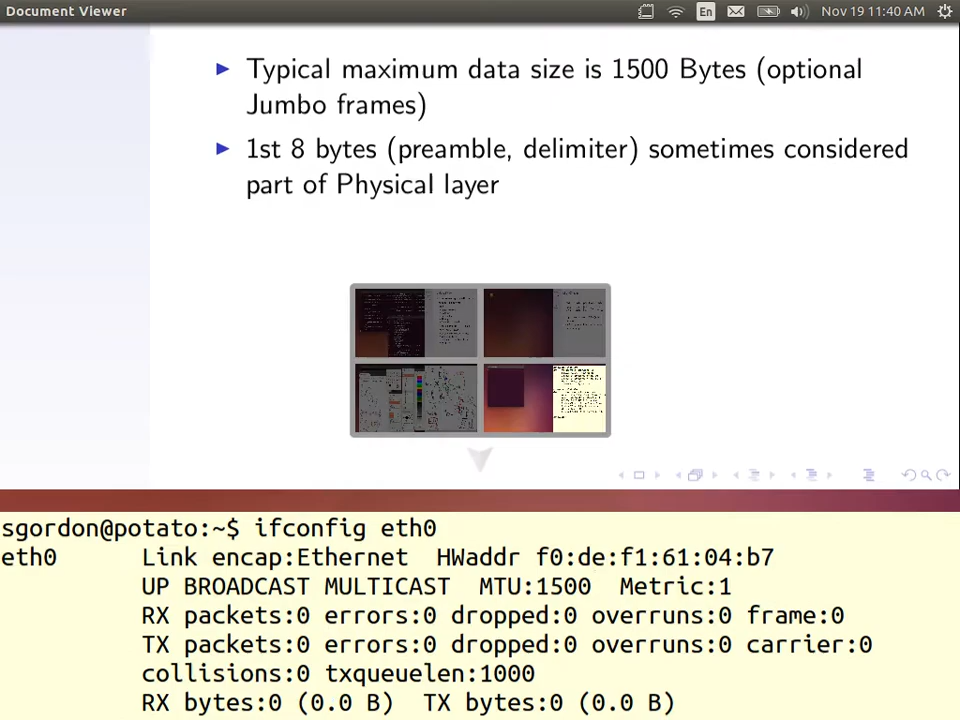 Document Viewer
En
Nov 19 11:40 AM
Typical maximum data size is 1500 Bytes (optional
Jumbo frames)
1st 8 bytes (preamble, delimiter) sometimes considered
part of Physical layer
sgordon@potato:~$ ifconfig eth0
eth0 Link encap:Ethernet HWaddr f0:de:f1:61:04:b7
UP BROADCAST MULTICAST MTU:1500 Metric:1
RX packets:0 errors:0 dropped:0 overruns:0 frame:0
TX packets:0 errors:0 dropped:0 overruns:0 carrier:0
collisions:0 txqueuelen:1000
RX bytes:0 (0.0 B) TX bytes:0 (0.0 B)